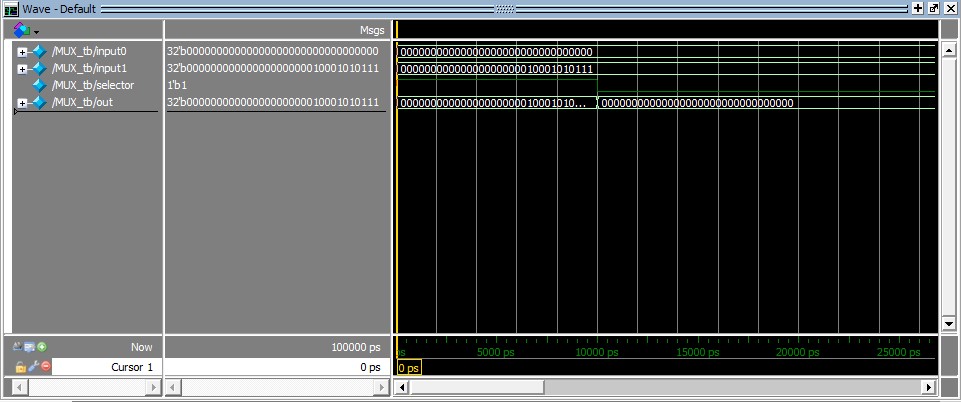 Wave - Default
Msgs
/MUX_tb/input0 32'b00000000000000000000000000000000 00000000000000000000000000000000
/MUX_tb/input1 32'b00000000000000000000010001010111 00000000000000000000010001010111
/MUX_tb/selector 1'b1
/MUX_tb/out 32'b00000000000000000000010001010111 00000000000000000000010001010... 00000000000000000000000000000000
Now 100000 ps ps 5000 ps 10000 ps 15000 ps 20000 ps 25000 ps
Cursor 1 0 ps 0 ps